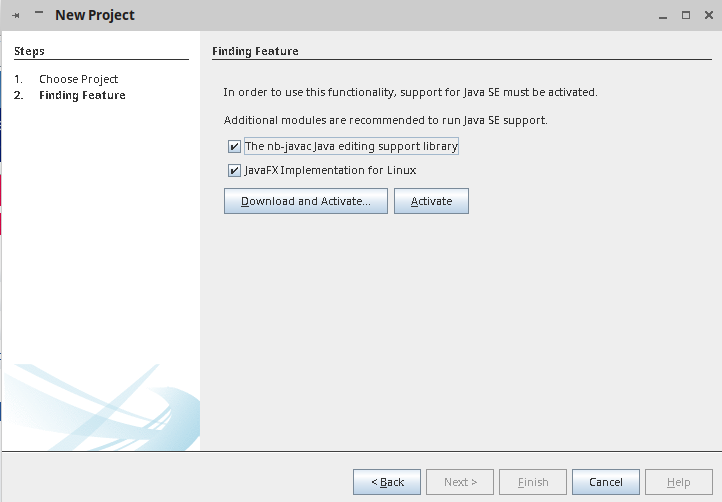 New Project
Steps
1. Choose Project
2. Finding Feature
Finding Feature
In order to use this functionality, support for Java SE must be activated.
Additional modules are recommended to run Java SE support.
The nb-javac Java editing support library
JavaFX Implementation for Linux
Download and Activate...
Activate
< Back
Next >
Finish
Cancel
Help